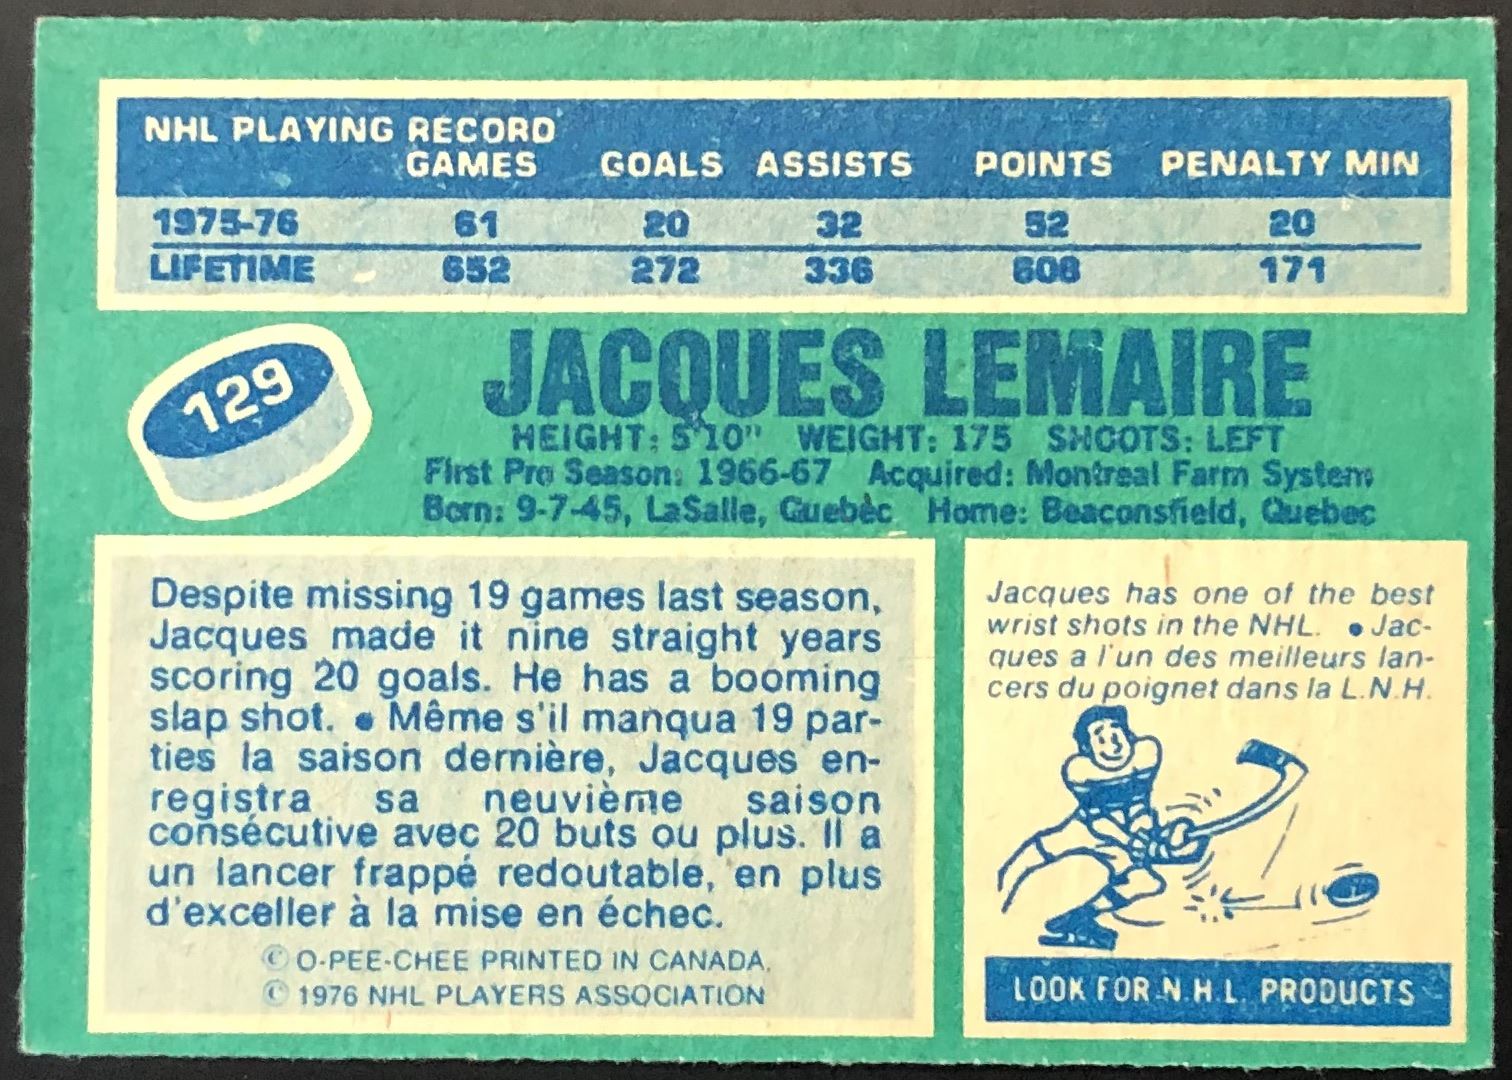 NHL PLAYING RECORD
GAMES GOALS ASSISTS POINTS PENALTY MIN
1975-76 61 20 32 52 20
LIFETIME 652 272 336 608 171
129
JACQUES LEMAIRE
HEIGHT: 5'10" WEIGHT: 175 SHOOTS: LEFT
First Pro Season: 1966-67 Acquired: Montreal Farm System
Born: 9-7-45, LaSalle, Quebec Home: Beaconsfield, Quebec
Despite missing 19 games last season,
Jacques made it nine straight years
scoring 20 goals. He has a booming
slap shot. • Même s'il manqua 19 par-
ties la saison dernière, Jacques en-
registra sa neuvième saison
consécutive avec 20 buts ou plus. Il a
un lancer frappé redoutable, en plus
d'exceller à la mise en échec.
© O-PEE-CHEE PRINTED IN CANADA.
© 1976 NHL PLAYERS ASSOCIATION
Jacques has one of the best
wrist shots in the NHL. • Jac-
ques a l'un des meilleurs lan-
cers du poignet dans la L.N.H.
LOOK FOR N.H.L. PRODUCTS